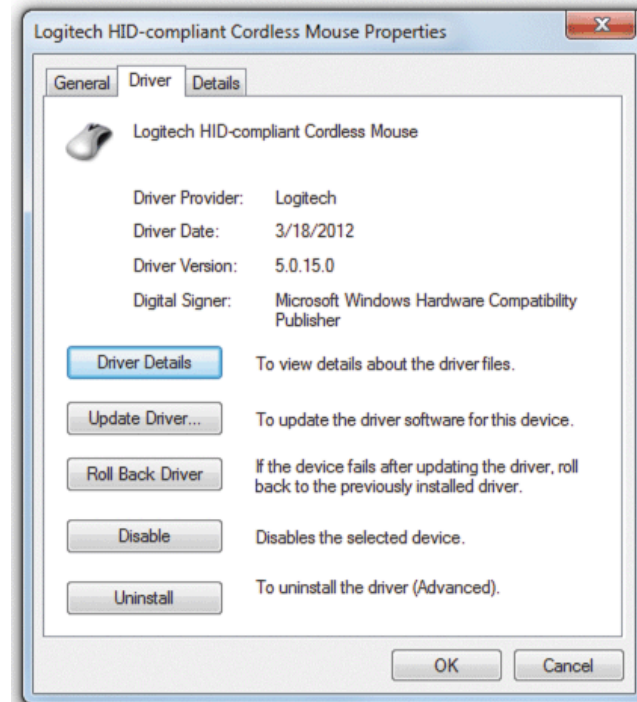 Logitech HID-compliant Cordless Mouse Properties
General Driver Details
Logitech HID-compliant Cordless Mouse
Driver Provider: Logitech
Driver Date: 3/18/2012
Driver Version: 5.0.15.0
Digital Signer: Microsoft Windows Hardware Compatibility
Publisher
Driver Details To view details about the driver files.
Update Driver... To update the driver software for this device.
Roll Back Driver If the device fails after updating the driver, roll
back to the previously installed driver.
Disable Disables the selected device.
Uninstall To uninstall the driver (Advanced).
OK Cancel